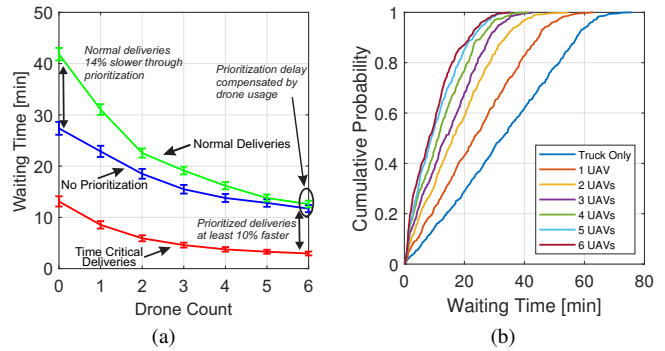 50
40
30
20
10
0
Waiting Time [min]
Normal deliveries
14% slower through
prioritization
Prioritization delay
compensated by
drone usage
Normal Deliveries
No Prioritization
Prioritized deliveries
at least 10% faster
Time Critical
Deliveries
0 1 2 3 4 5 6
Drone Count
(a)
1
0.8
0.6
0.4
0.2
0
Cumulative Probability
Truck Only
1 UAV
2 UAVs
3 UAVs
4 UAVs
5 UAVs
6 UAVs
0 20 40 60 80
Waiting Time [min]
(b)